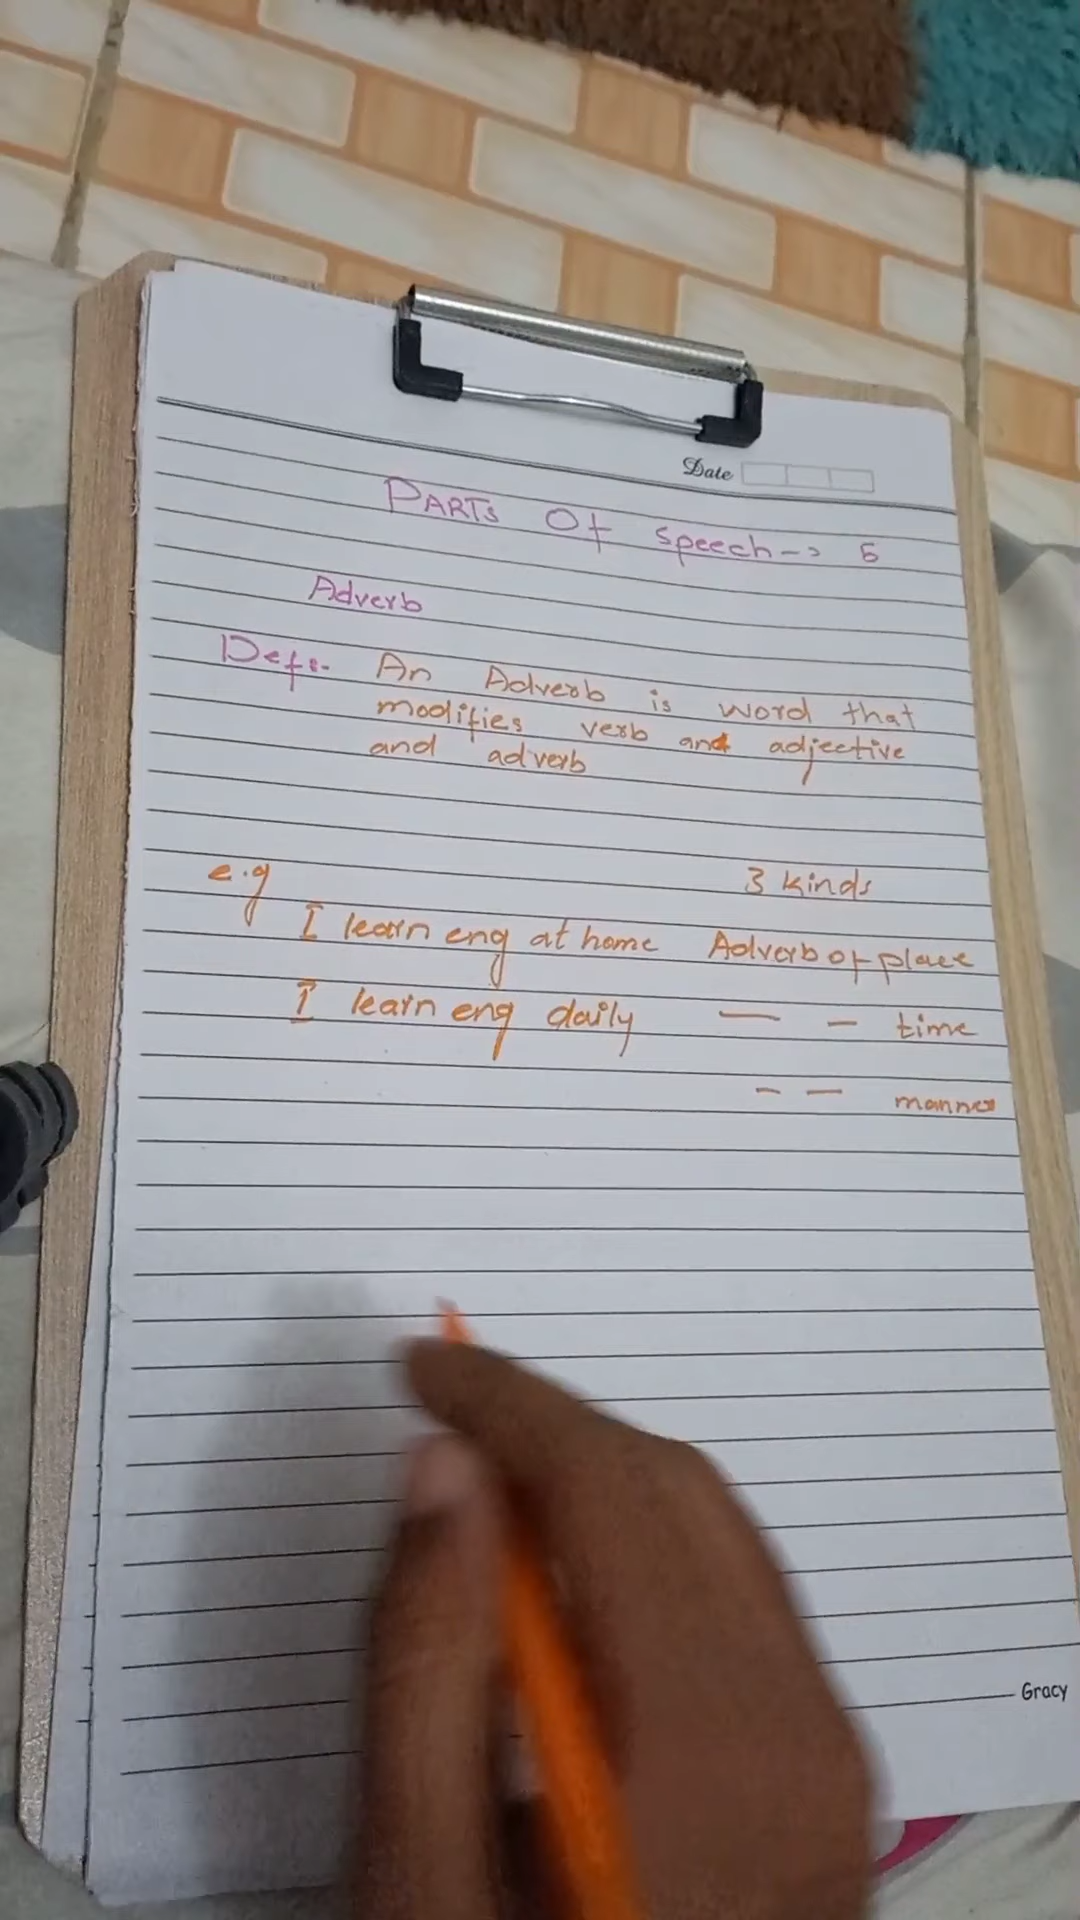 Date
PARTS Of speech-> 5
Adverb
Def:- An Adverb is word that
modifies verb and adjective
and adverb
e.g
3 kinds
I learn eng at home Adverb of place
I learn eng daily — – time
– – manner
Gracy